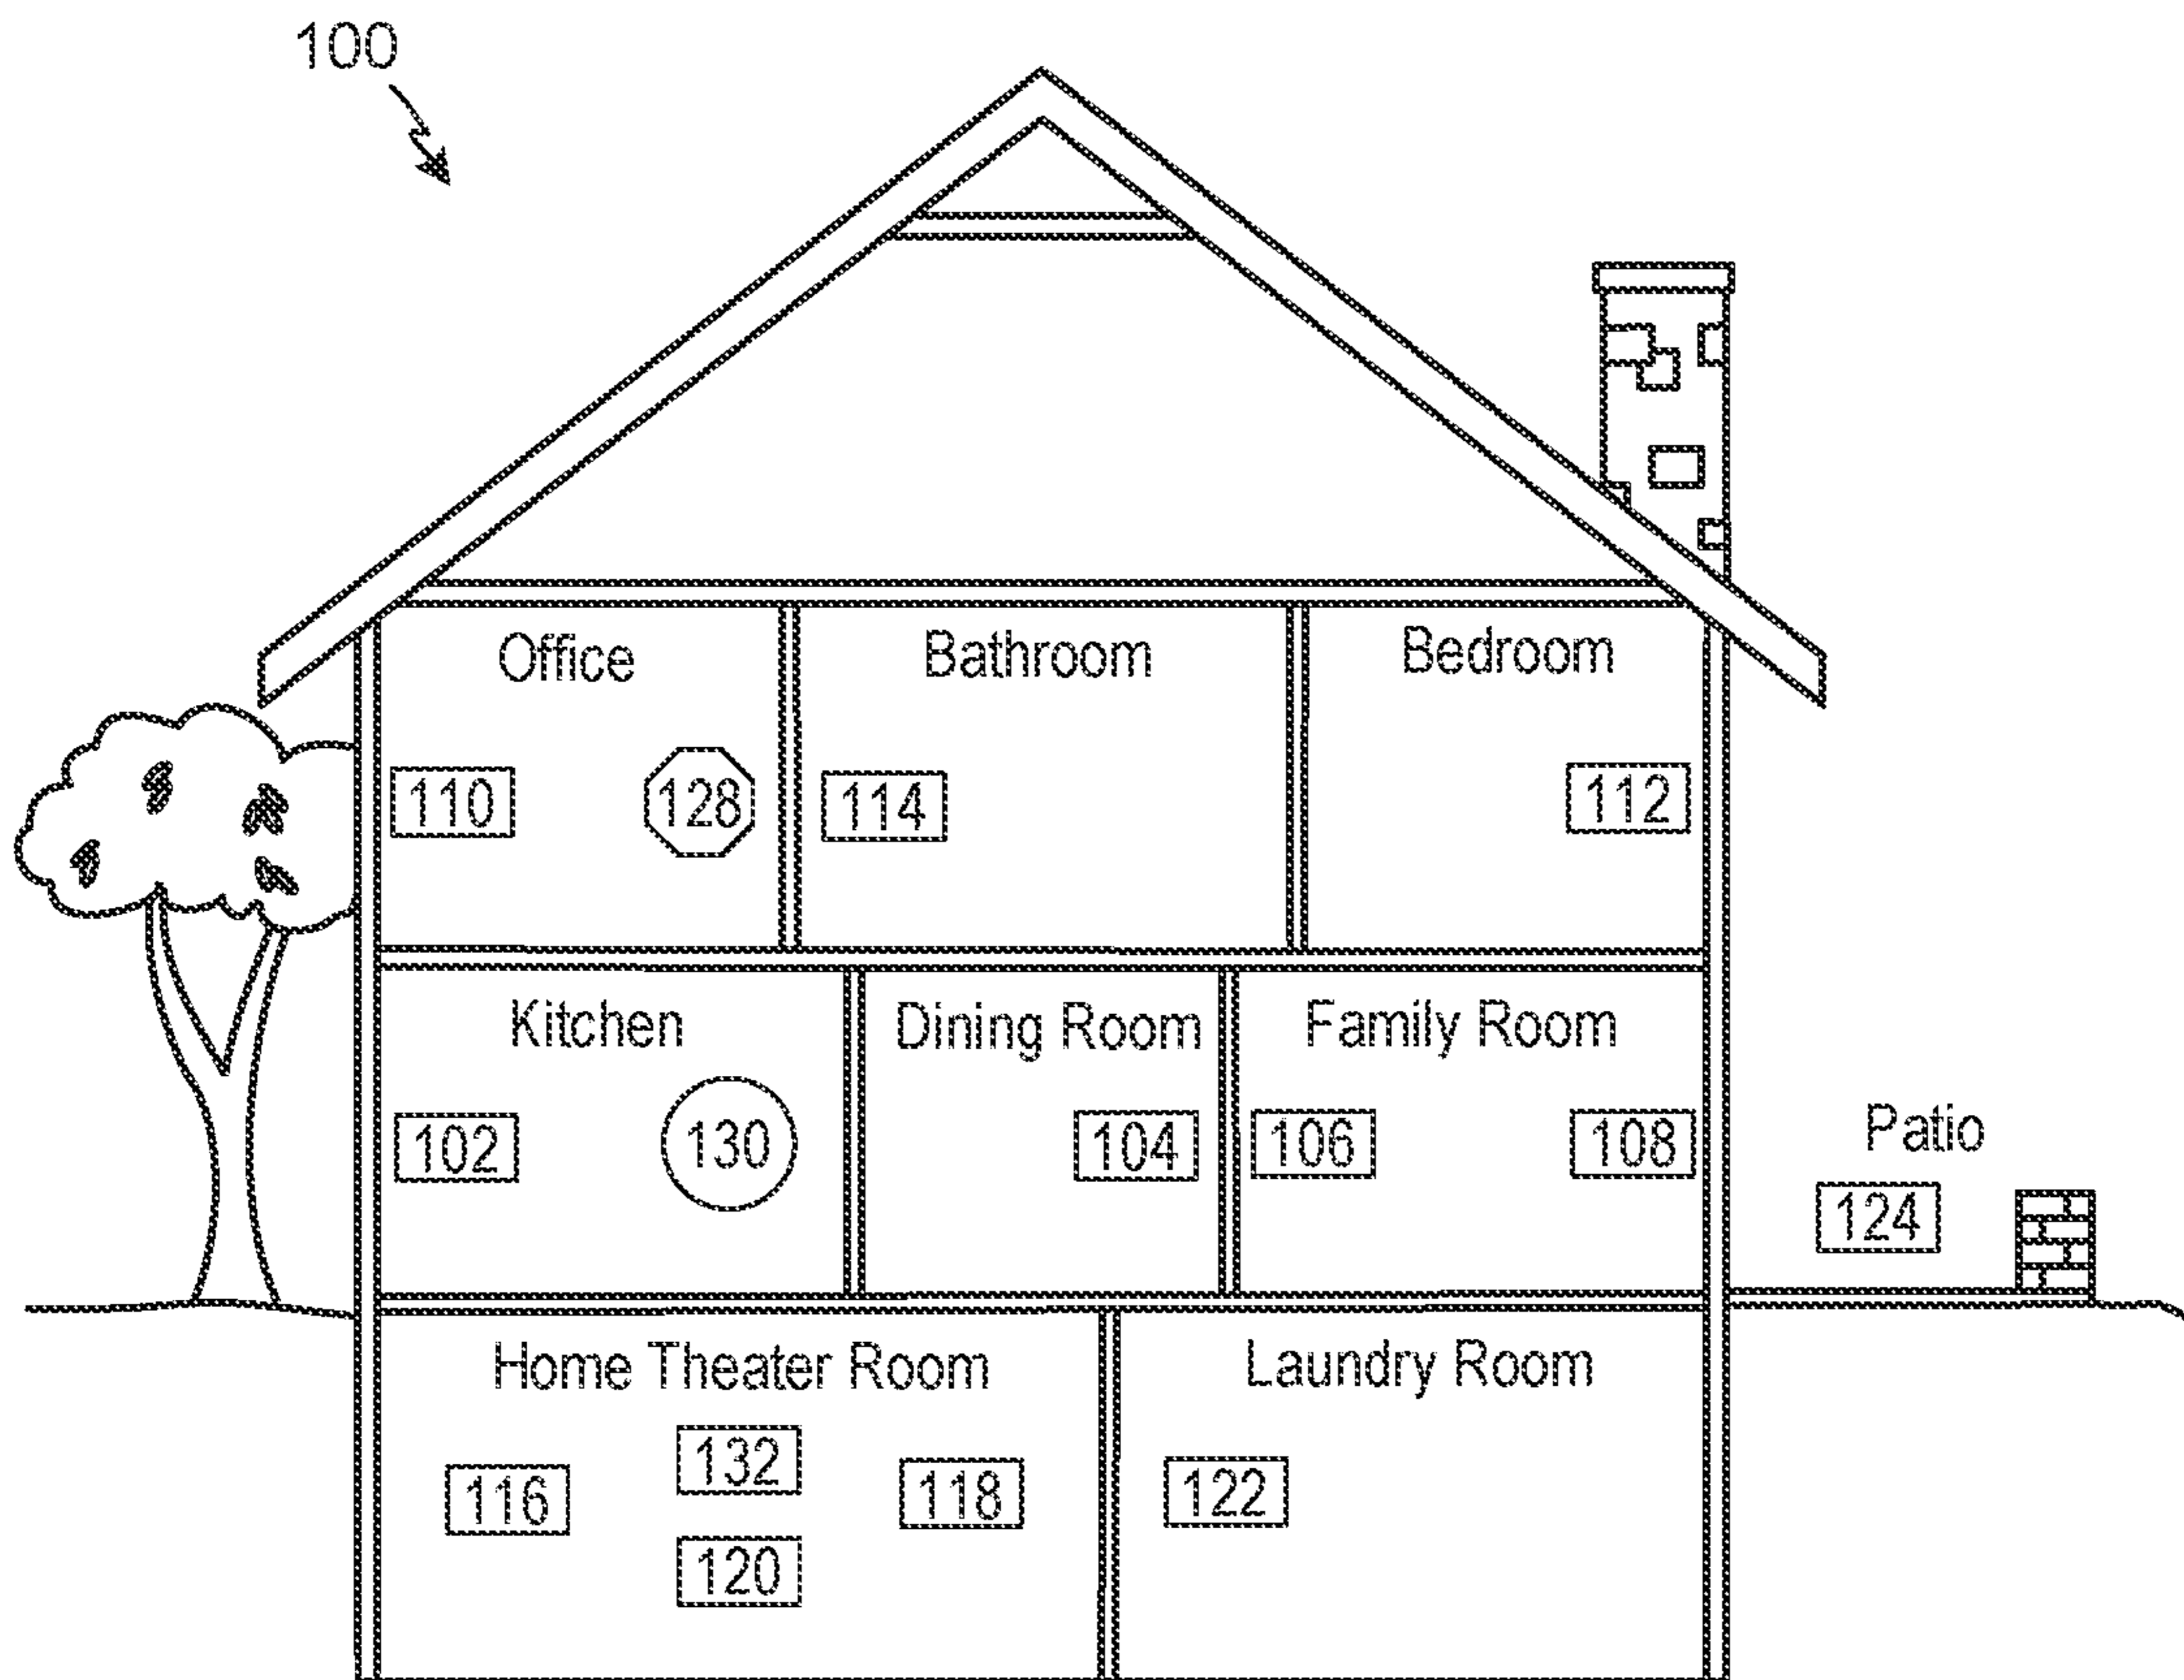 100
Office Bathroom Bedroom
110 128 114 112
Kitchen Dining Room Family Room
102 130 104 106 108
Patio
124
Home Theater Room Laundry Room
116 132 118 122
120